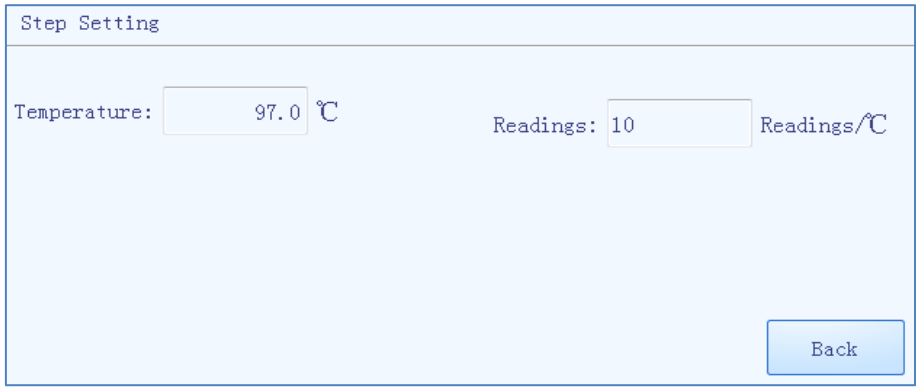 Step Setting
Temperature: 97.0 ℃
Readings: 10 Readings/℃
Back